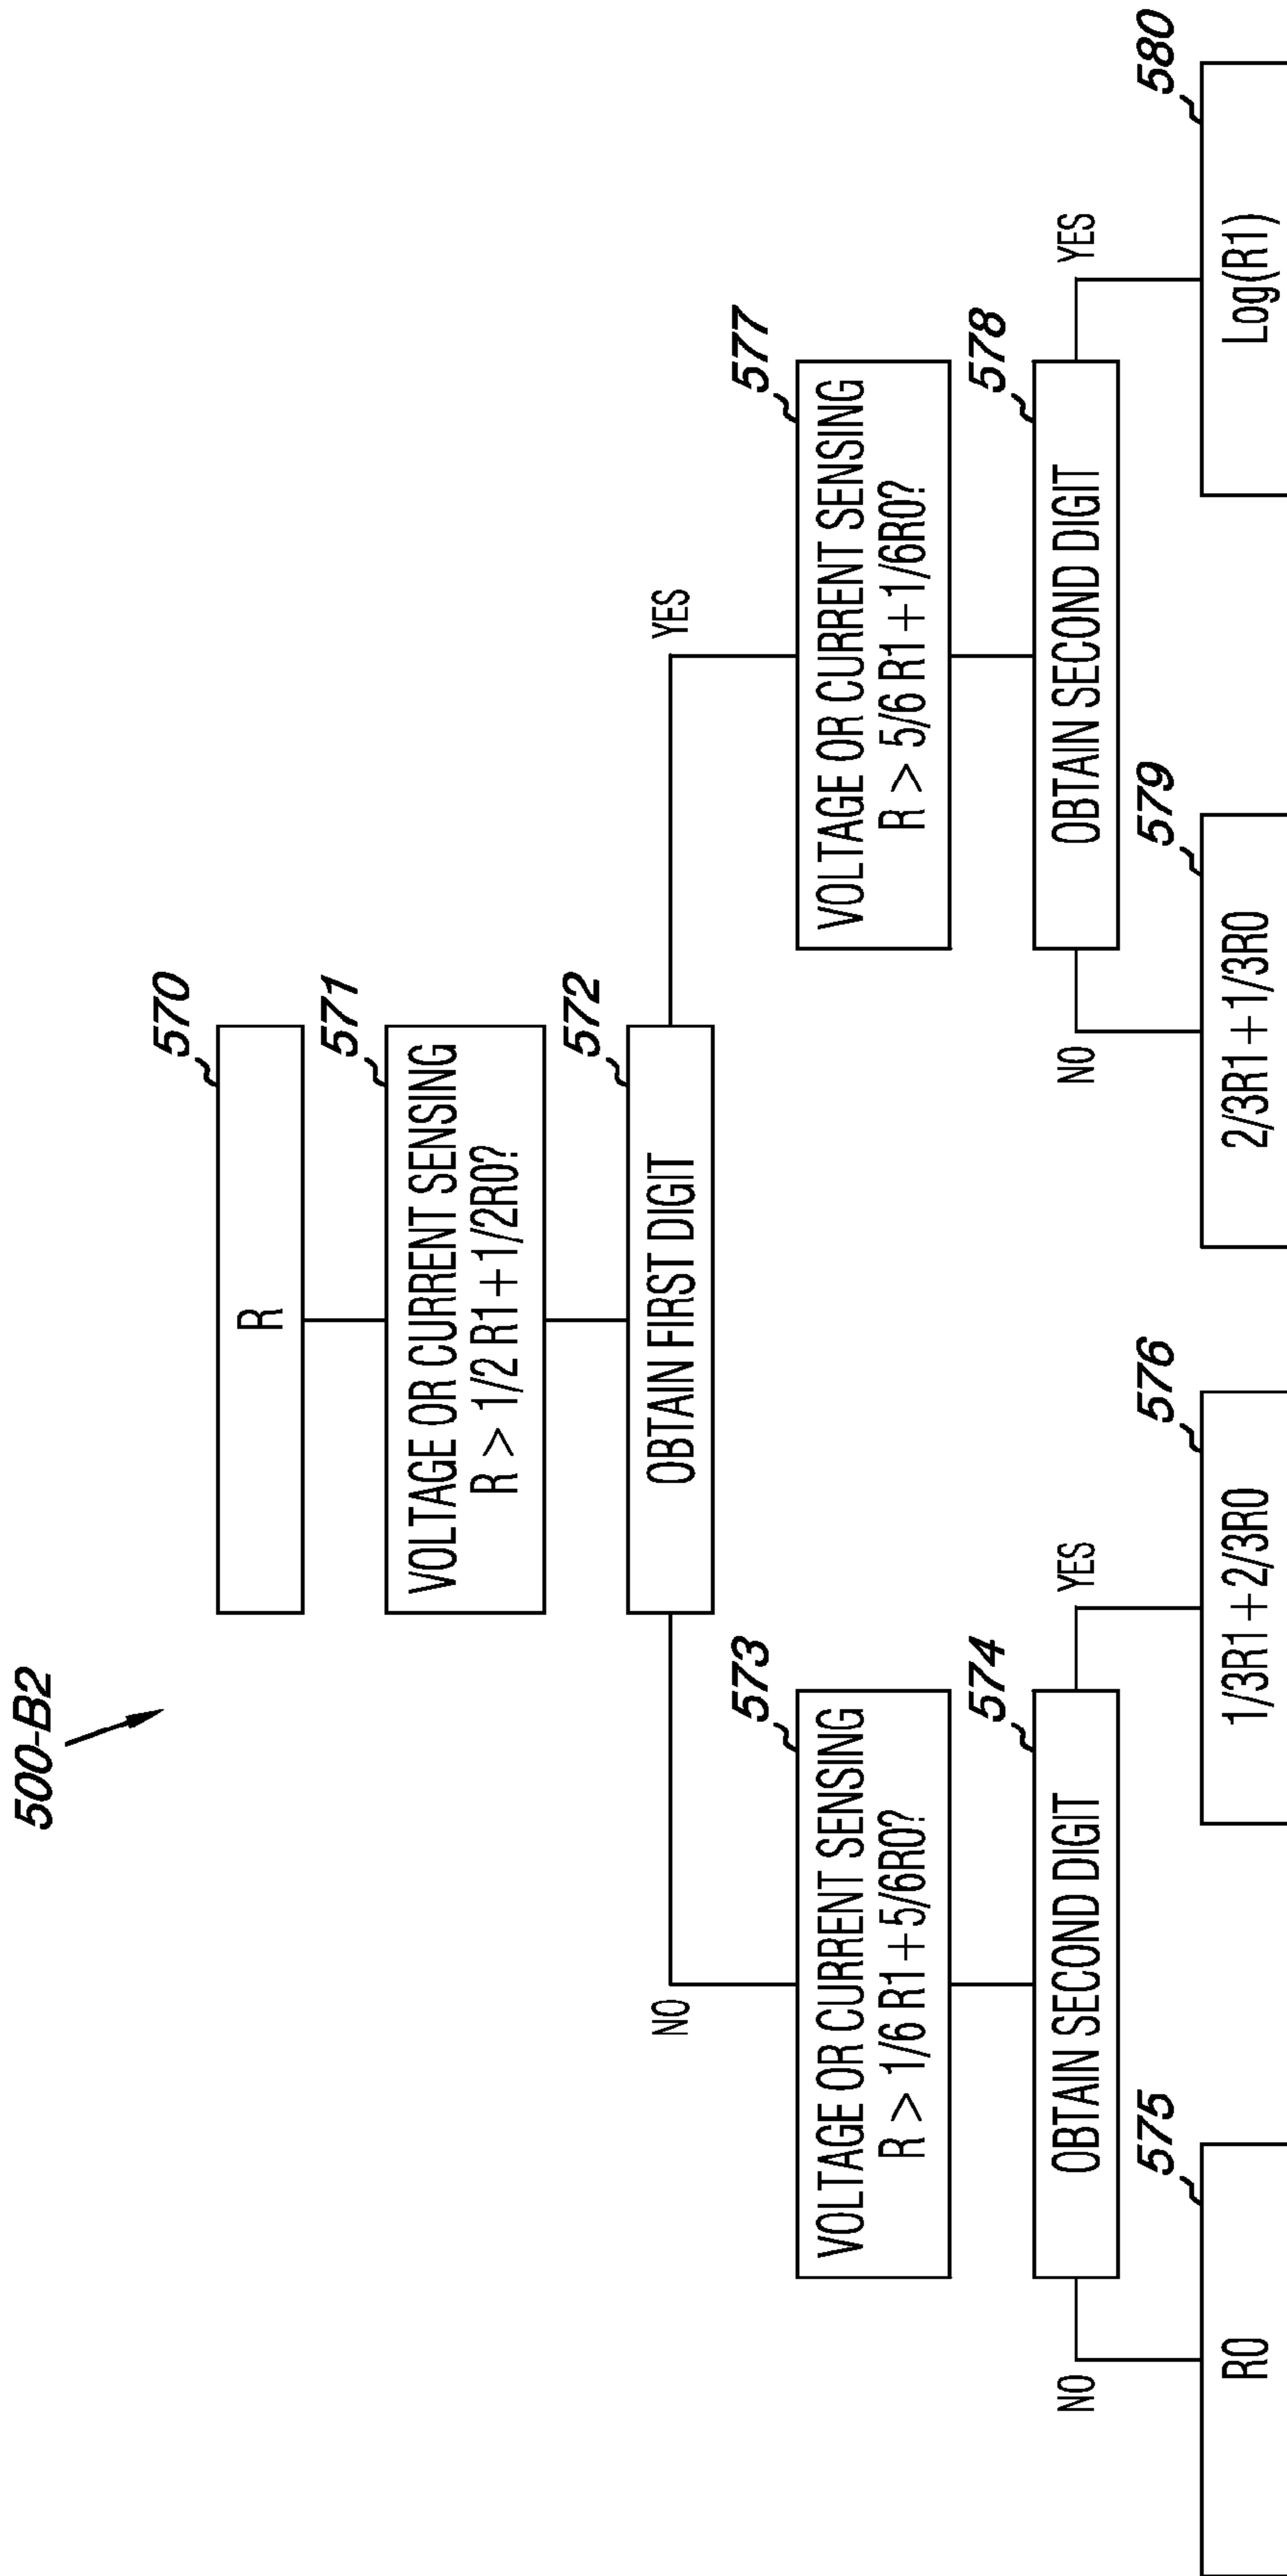 500-B2
570
R
571
VOLTAGE OR CURRENT SENSING
R > 1/2 R1+1/2R0?
572
OBTAIN FIRST DIGIT
NO
YES
573
VOLTAGE OR CURRENT SENSING
R > 1/6 R1+5/6R0?
574
OBTAIN SECOND DIGIT
NO
YES
575
R0
576
1/3R1+2/3R0
577
VOLTAGE OR CURRENT SENSING
R > 5/6 R1+1/6R0?
578
OBTAIN SECOND DIGIT
NO
YES
579
2/3R1+1/3R0
580
Log(R1)